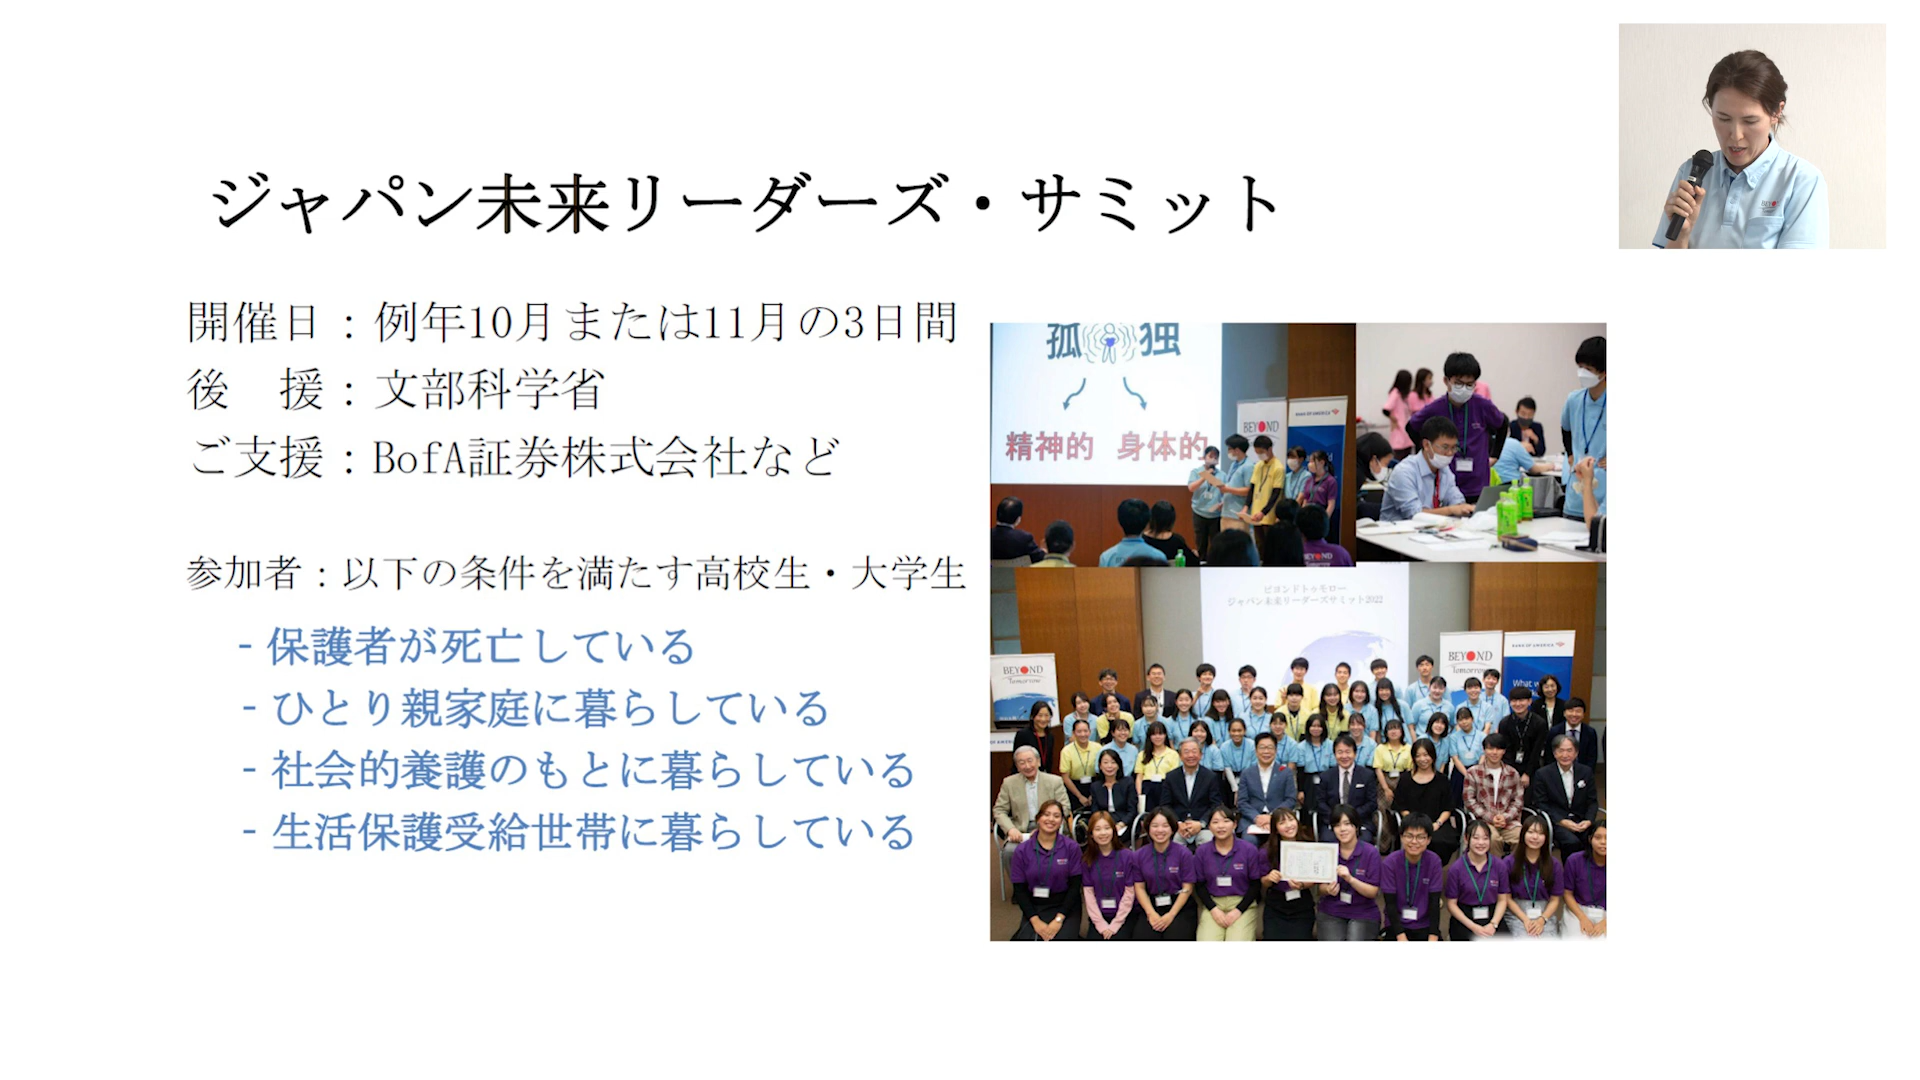 ジャパン未来リーダーズ・サミット
開催日：例年10月または11月の3日間
後　援：文部科学省
ご支援：BofA証券株式会社など
参加者：以下の条件を満たす高校生・大学生
- 保護者が死亡している
- ひとり親家庭に暮らしている
- 社会的養護のもとに暮らしている
- 生活保護受給世帯に暮らしている
孤 独
精神的 身体的
BEYOND
BANK OF AMERICA
BEYOND
ビヨンドトゥモロー
ジャパン未来リーダーズサミット2022
BEYOND
Tomorrow
BEYOND
Tomorrow
BANK OF AMERICA
What w